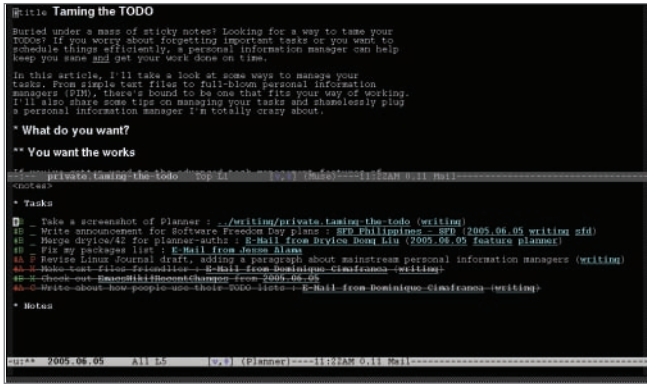 #title Taming the TODO
Buried under a mass of sticky notes? Looking for a way to tame your
TODOs? If you worry about forgetting important tasks or you want to
schedule things efficiently, a personal information manager can help
keep you sane and get your work done on time.
In this article, I'll take a look at some ways to manage your
tasks. From simple text files to full-blown personal information
managers (PIM), there's bound to be one that fits your way of working.
I'll also share some tips on managing your tasks and shamelessly plug
a personal information manager I'm totally crazy about.
* What do you want?
** You want the works
private.taming-the-todo Top L1 (Muse)----11:22AM 0.11 Mail
<notes>
* Tasks
#B _ Take a screenshot of Planner : ../writing/private.taming-the-todo (writing)
#B _ Write announcement for Software Freedom Day plans : SFD Philippines - SFD (2005.06.05 writing sfd)
#B _ Merge dryice/42 for planner-authz : E-Mail from Dryice Dong Liu (2005.06.05 feature planner)
#B _ Fix my packages list : E-Mail from Jesse Alama
#A P Revise Linux Journal draft, adding a paragraph about mainstream personal information managers (writing)
#A X Make text files friendlier : E-Mail from Dominique Cimafranca (writing)
#B X Check out EmacsWiki:RecentChanges from 2005.06.05
#A C Write about how people use their TODO lists : E-Mail from Dominique Cimafranca (writing)
* Notes
-u:** 2005.06.05 All L5 (Planner)----11:22AM 0.11 Mail